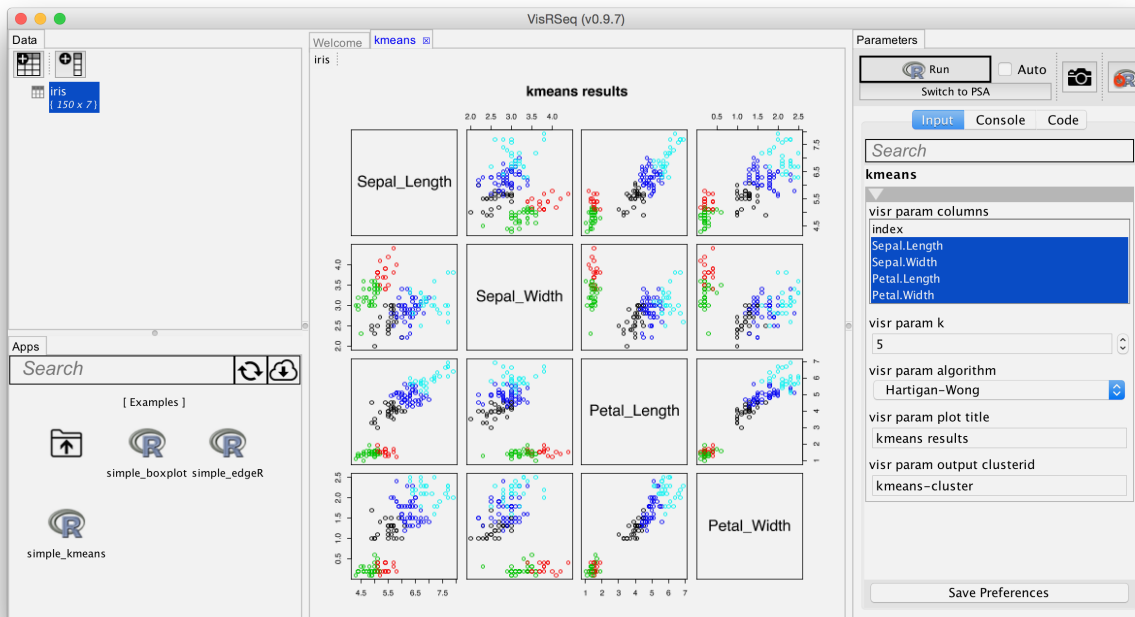 VisRSeq (v0.9.7)
Data
iris
{ 150 x 7 }
Apps
Search
[ Examples ]
simple_boxplot simple_edgeR
simple_kmeans
Welcome kmeans
iris
kmeans results
2.0 2.5 3.0 3.5 4.0
0.5 1.0 1.5 2.0 2.5
Sepal_Length
4.5 5.5 6.5 7.5
2.0 2.5 3.0 3.5 4.0
Sepal_Width
Petal_Length
1 2 3 4 5 6 7
0.5 1.0 1.5 2.0 2.5
Petal_Width
4.5 5.5 6.5 7.5
1 2 3 4 5 6 7
Parameters
R Run Auto
Switch to PSA
Input Console Code
Search
kmeans
visr param columns
index
Sepal.Length
Sepal.Width
Petal.Length
Petal.Width
visr param k
5
visr param algorithm
Hartigan-Wong
visr param plot title
kmeans results
visr param output clusterid
kmeans-cluster
Save Preferences